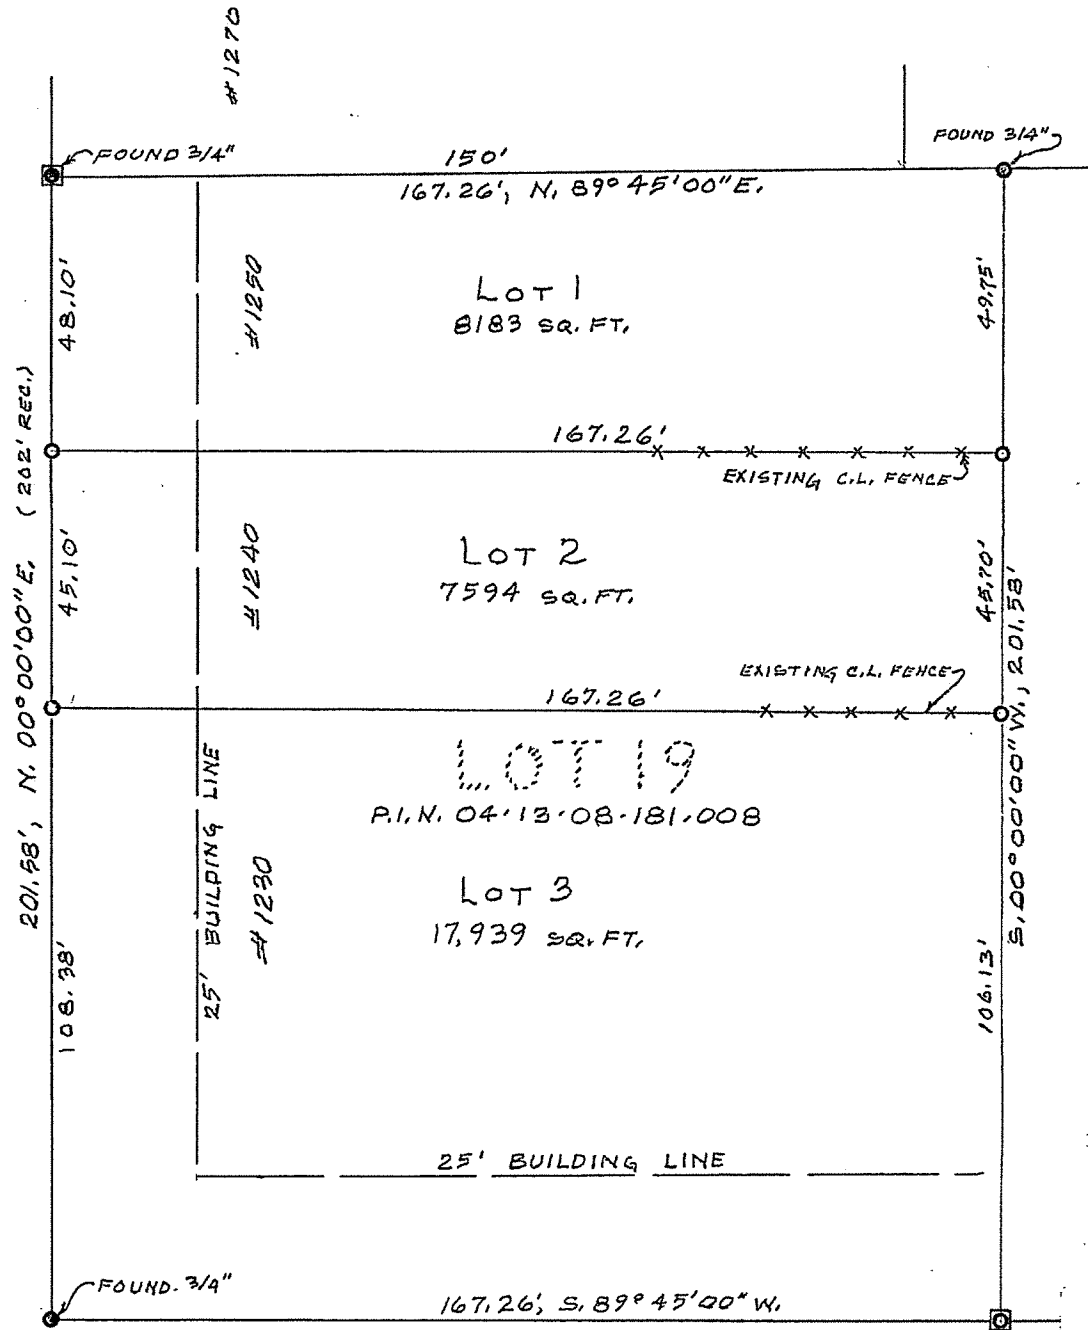 #1270
FOUND 3/4"
150'
FOUND 3/4"
167.26', N. 89° 45' 00" E.
48.10'
#1250
LOT 1
8183 SQ. FT.
49.75'
167.26'
EXISTING C.L. FENCE
201.58', N. 00° 00' 00" E. (202' REC.)
45.10'
#1240
LOT 2
7594 SQ. FT.
45.70'
S. 00° 00' 00" W., 201.58'
EXISTING C.L. FENCE
167.26'
LOT 19
P.I.N. 04-13-08-181-008
25' BUILDING LINE
#1230
LOT 3
17,939 SQ. FT.
108.38'
106.13'
25' BUILDING LINE
FOUND. 3/4"
167.26', S. 89° 45' 00" W.